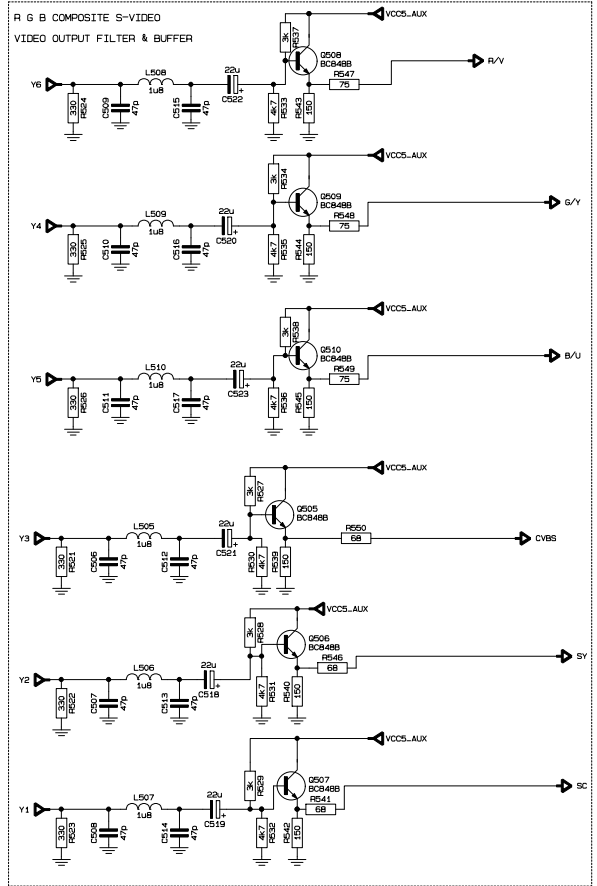 R G B COMPOSITE S-VIDEO
VIDEO OUTPUT FILTER & BUFFER
VCC5_AUX
3k
R537
Q508
BC848B
R547
75
R/V
22u
C522
L508
1u8
Y6
330
R524
C509
47p
C515
47p
4k7
R533
R543
150
VCC5_AUX
3k
R534
Q509
BC848B
R548
75
G/Y
22u
C520
L509
1u8
Y4
330
R525
C510
47p
C516
47p
4k7
R535
R544
150
VCC5_AUX
3k
R538
Q510
BC848B
R549
75
B/U
22u
C523
L510
1u8
Y5
330
R526
C511
47p
C517
47p
4k7
R536
R545
150
VCC5_AUX
3k
R527
Q505
BC848B
R550
68
CVBS
22u
C521
L505
1u8
Y3
330
R521
C506
47p
C512
47p
R530
4k7
R539
150
VCC5_AUX
3k
R528
Q506
BC848B
R546
68
SY
22u
C518
L506
1u8
Y2
330
R522
C507
47p
C513
47p
4k7
R531
R540
150
VCC5_AUX
3k
R529
Q507
BC848B
R541
68
SC
22u
C519
L507
1u8
Y1
330
R523
C508
47p
C514
47p
4k7
R532
R542
150